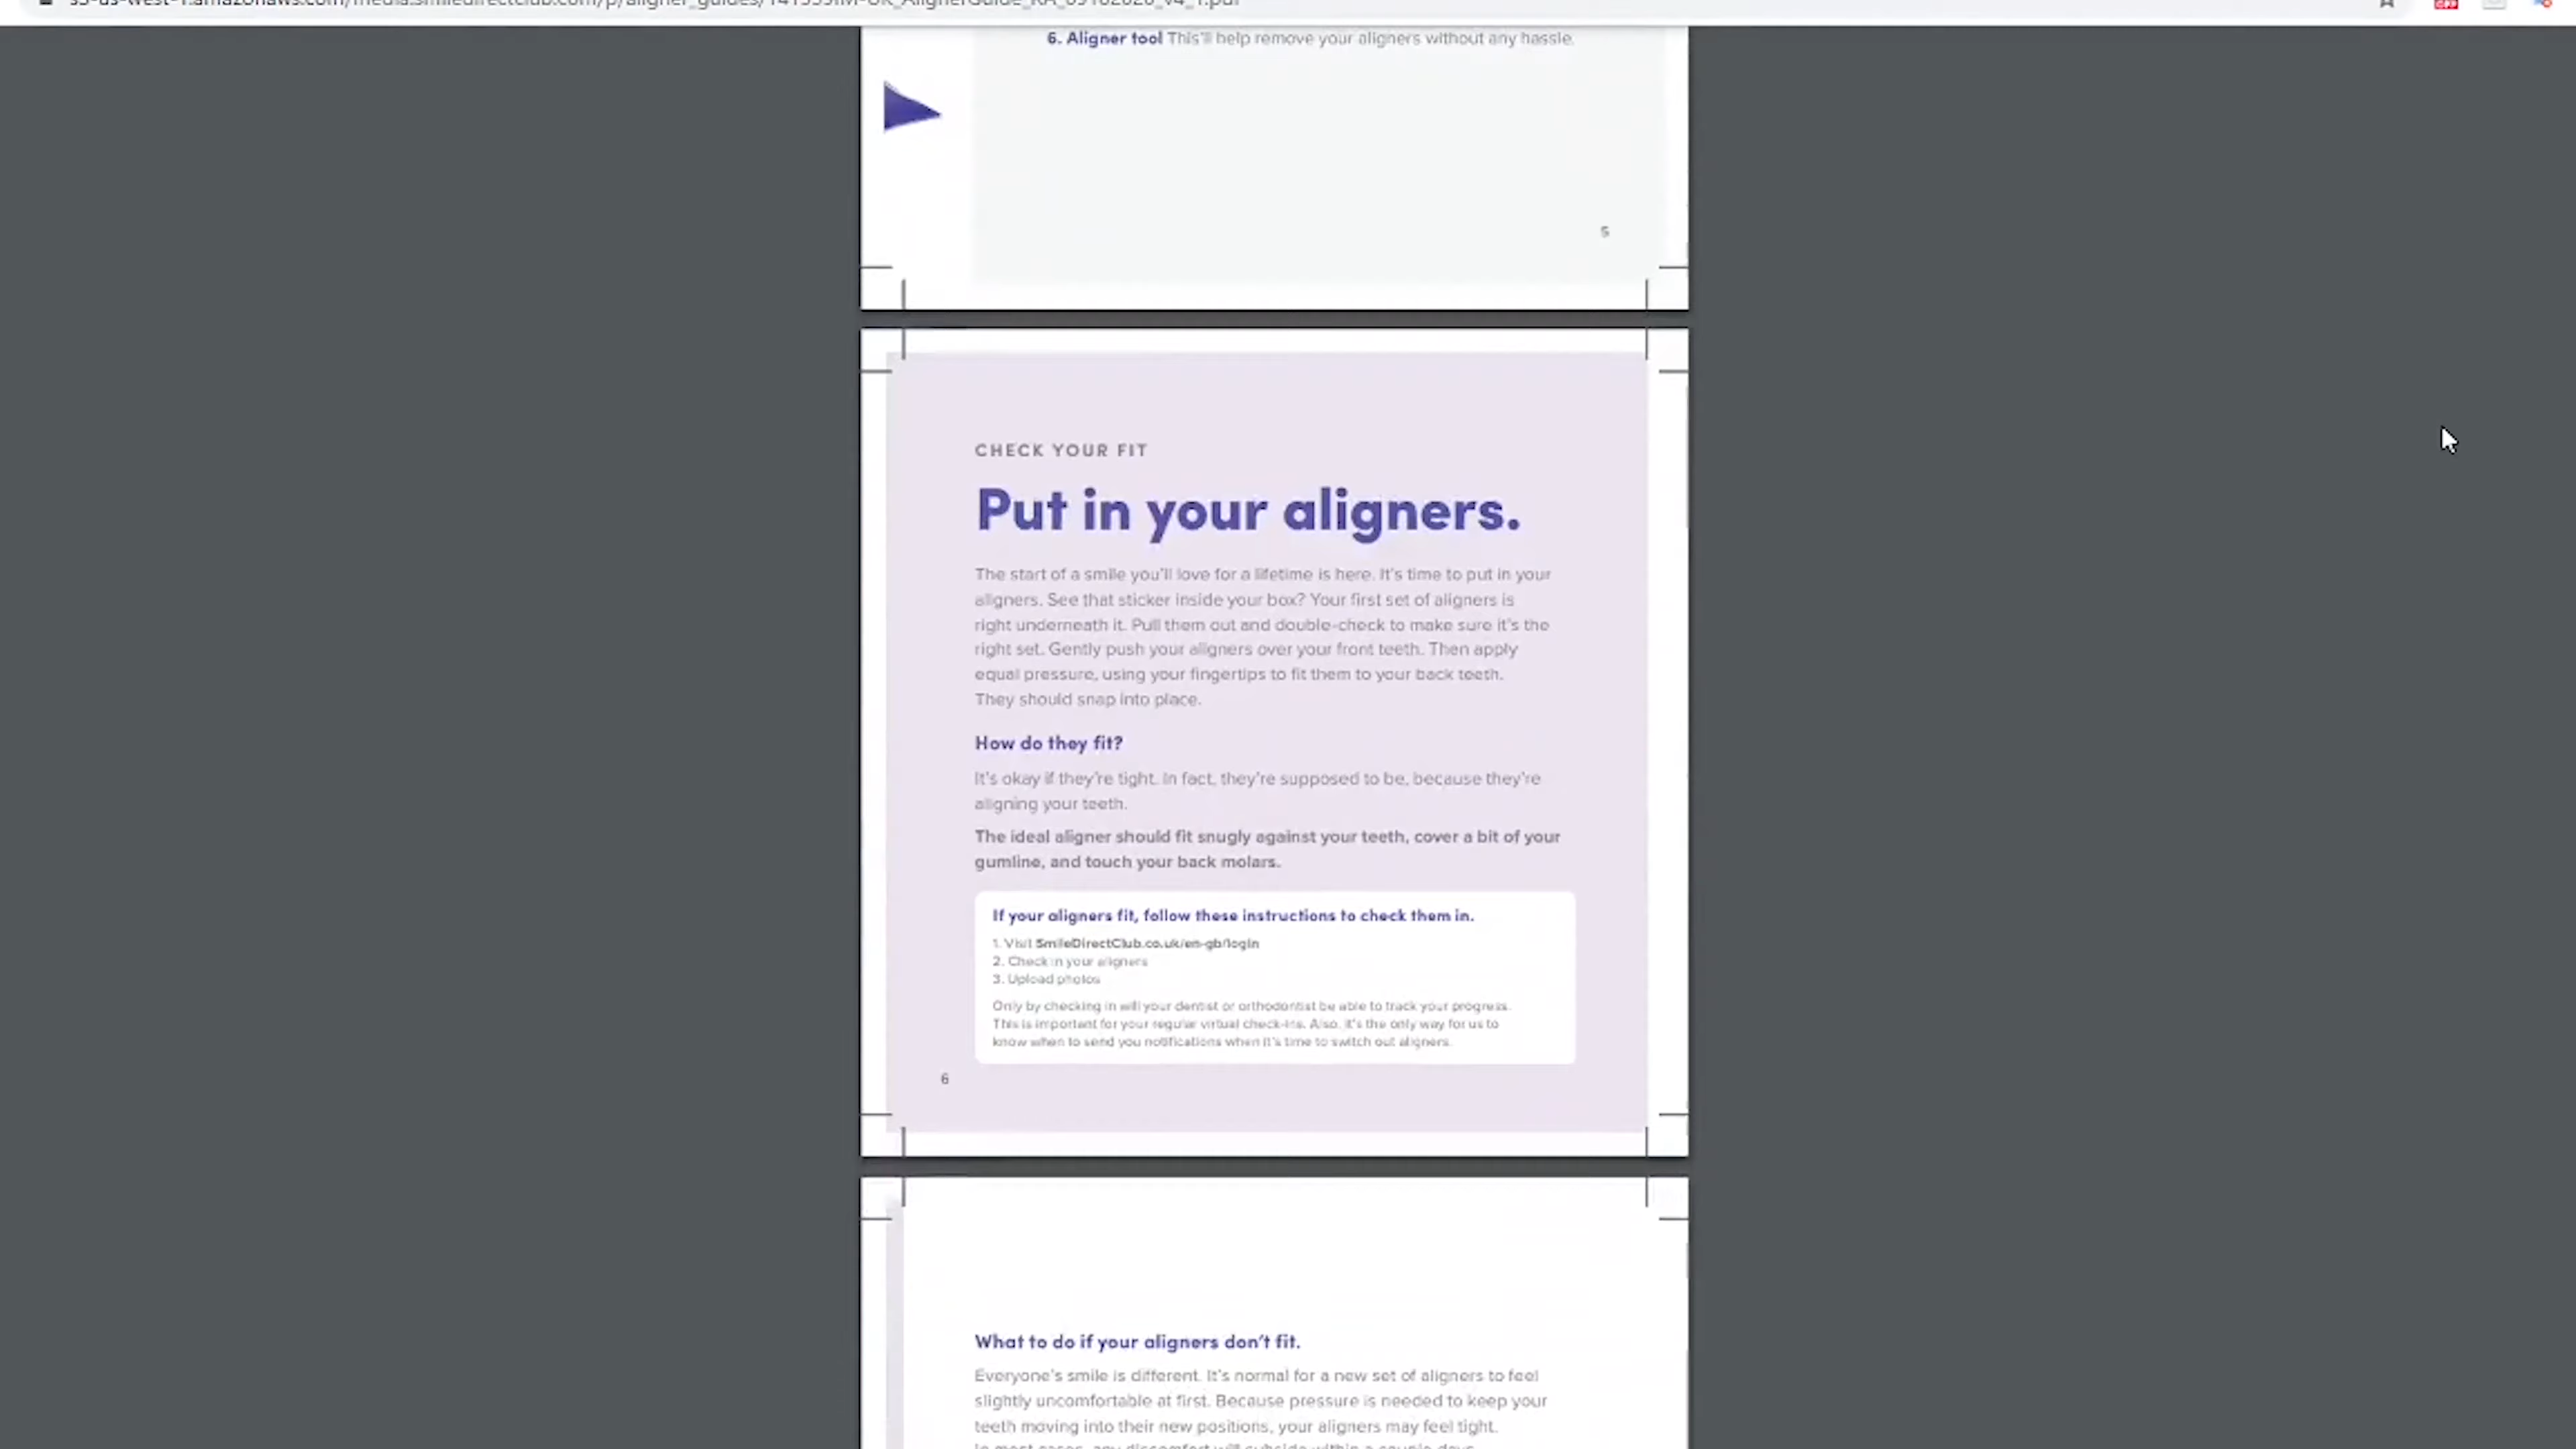 6. Aligner tool This'll help remove your aligners without any hassle.
5
CHECK YOUR FIT
Put in your aligners.
The start of a smile you'll love for a lifetime is here. It's time to put in your
aligners. See that sticker inside your box? Your first set of aligners is
right underneath it. Pull them out and double-check to make sure it's the
right set. Gently push your aligners over your front teeth. Then apply
equal pressure, using your fingertips to fit them to your back teeth.
They should snap into place.
How do they fit?
It's okay if they're tight. In fact, they're supposed to be, because they're
aligning your teeth.
The ideal aligner should fit snugly against your teeth, cover a bit of your
gumline, and touch your back molars.
If your aligners fit, follow these instructions to check them in.
1. Visit SmileDirectClub.co.uk/en-gb/login
2. Check in your aligners
3. Upload photos
Only by checking in will your dentist or orthodontist be able to track your progress.
This is important for your regular virtual check-ins. Also, it's the only way for us to
know when to send you notifications when it's time to switch out aligners.
6
What to do if your aligners don't fit.
Everyone's smile is different. It's normal for a new set of aligners to feel
slightly uncomfortable at first. Because pressure is needed to keep your
teeth moving into their new positions, your aligners may feel tight.